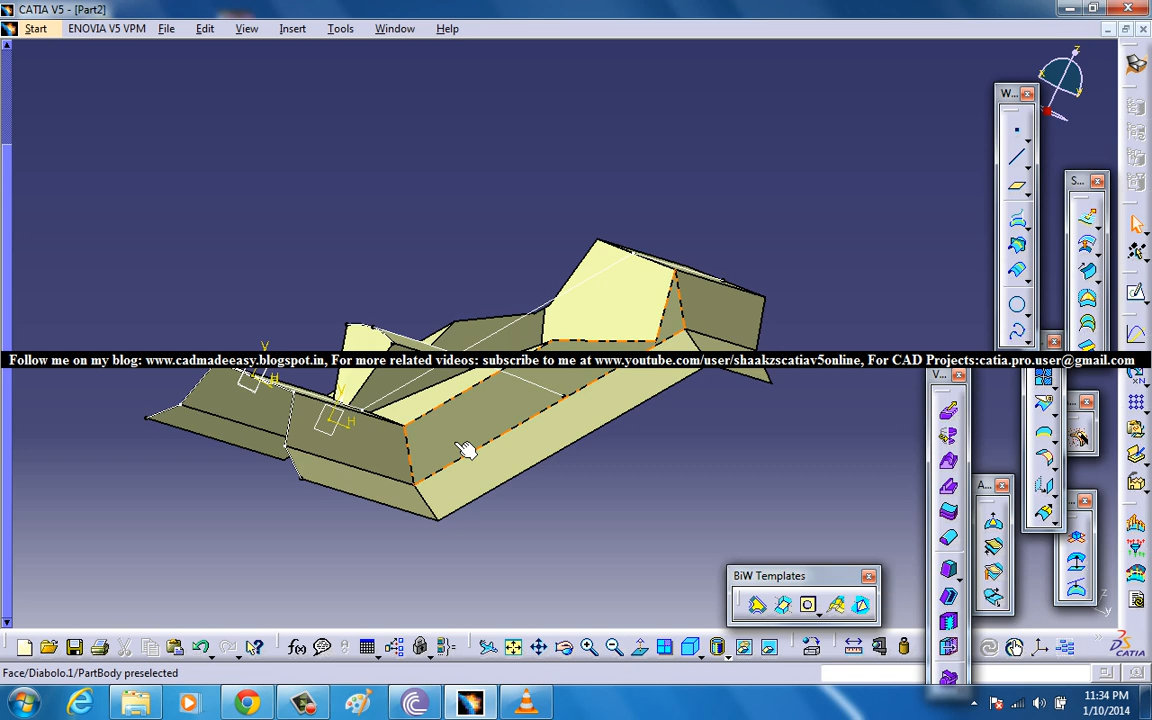 CATIA V5 - [Part2]
Start ENOVIA V5 VPM File Edit View Insert Tools Window Help
z
x
y
W...
S...
Follow me on my blog: www.cadmadeeasy.blogspot.in, For more related videos: subscribe to me at www.youtube.com/user/shaakzscatiav5online, For CAD Projects:catia.pro.user@gmail.com
V
H
V
H
V...
A...
BiW Templates
z
y
f(x)
CATIA
Face/Diabolo.1/PartBody preselected
11:34 PM
1/10/2014